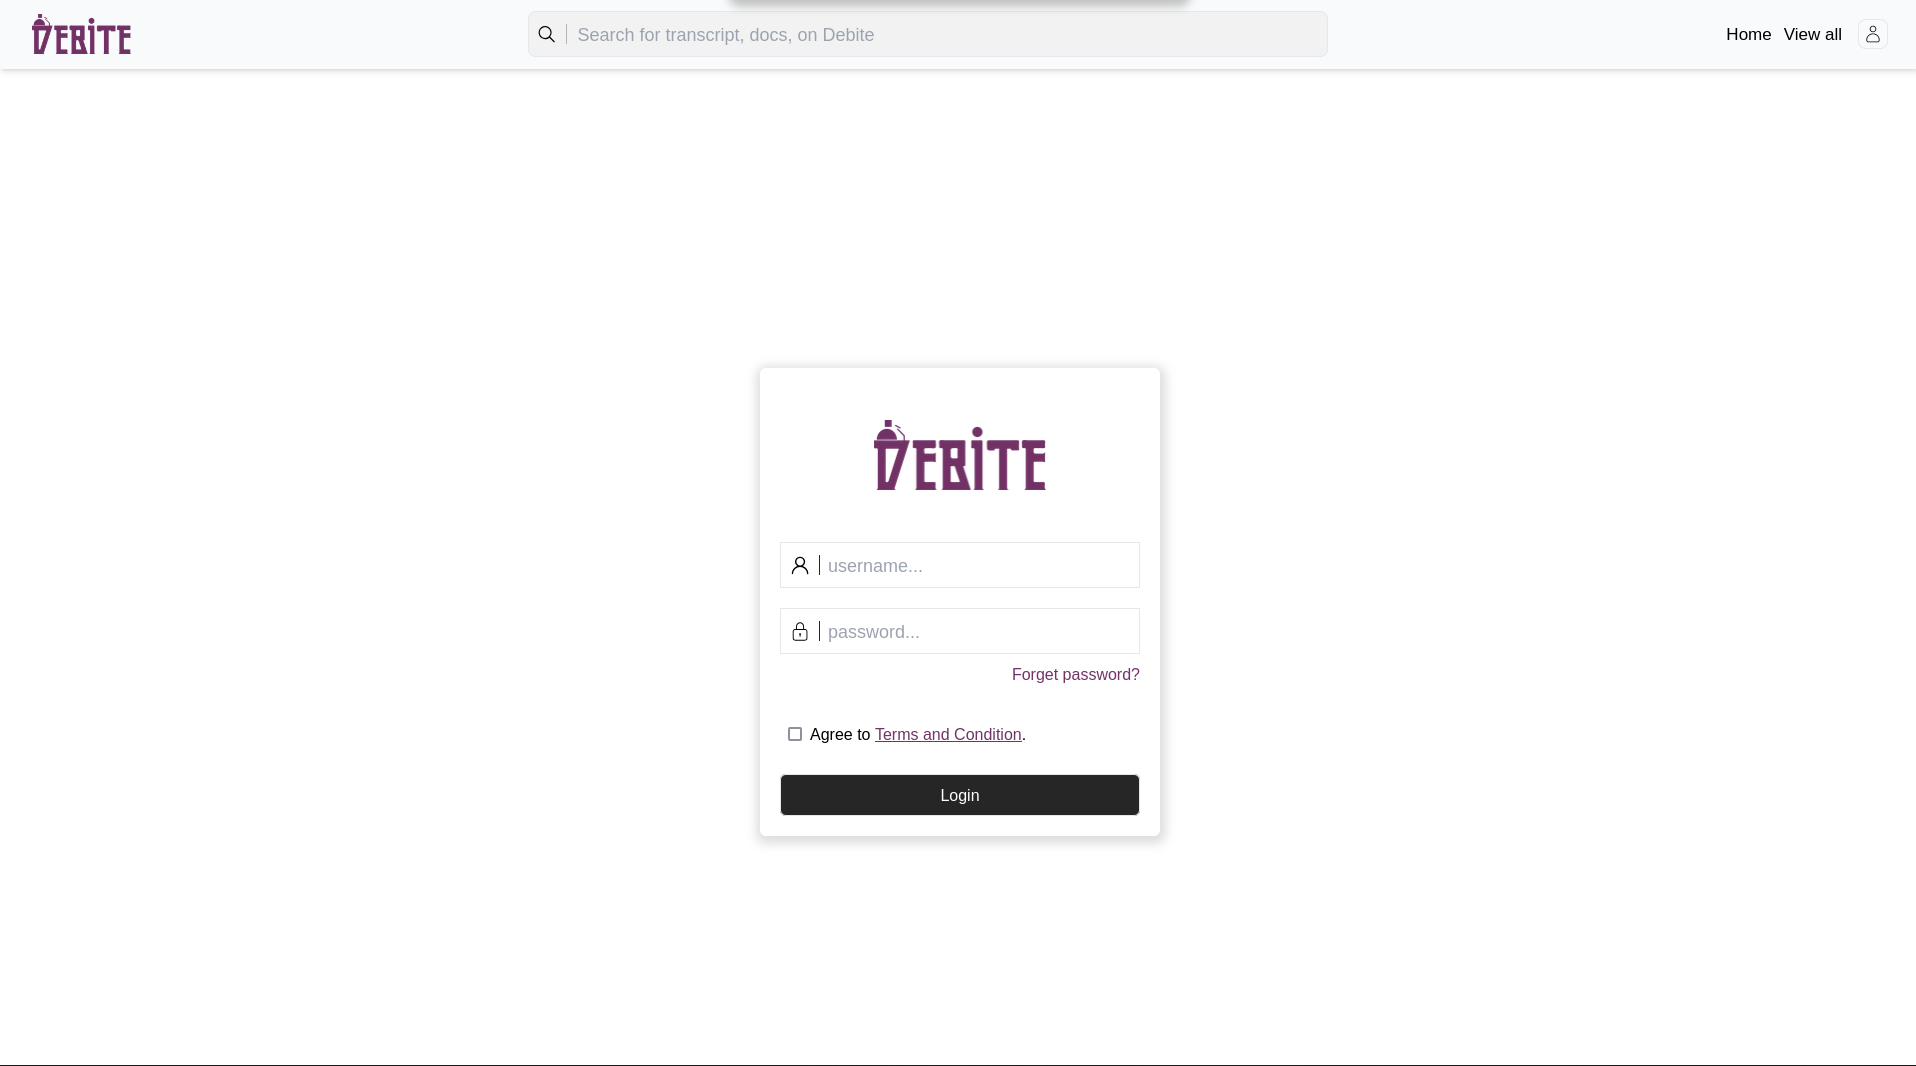 DEBiTE
Search for transcript, docs, on Debite
Home
View all
DEBiTE
username...
password...
Forget password?
Agree to Terms and Condition.
Login